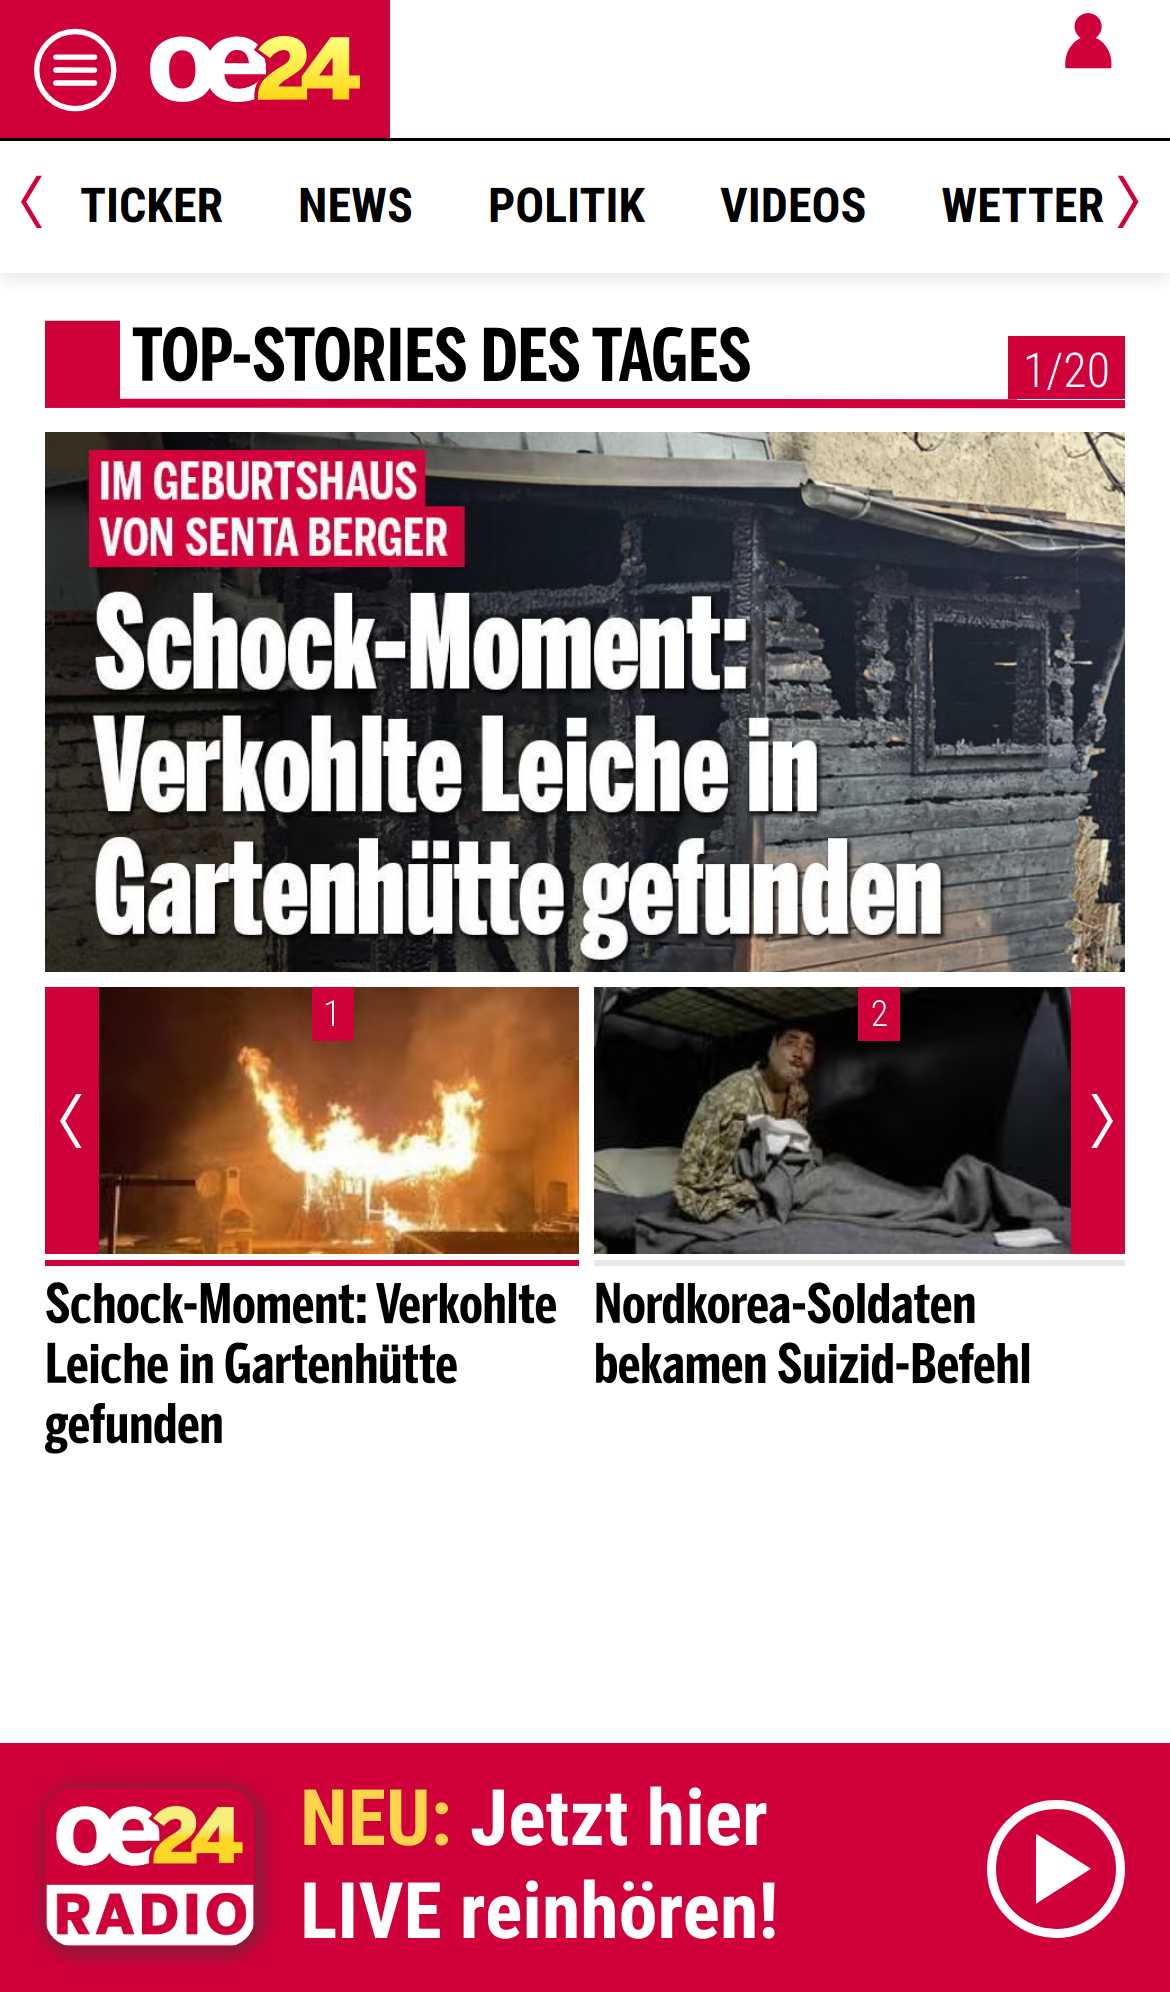 oe24
TICKER NEWS POLITIK VIDEOS WETTER
TOP-STORIES DES TAGES
1/20
IM GEBURTSHAUS
VON SENTA BERGER
Schock-Moment:
Verkohlte Leiche in
Gartenhütte gefunden
1
Schock-Moment: Verkohlte
Leiche in Gartenhütte
gefunden
2
Nordkorea-Soldaten
bekamen Suizid-Befehl
oe24
RADIO
NEU: Jetzt hier
LIVE reinhören!